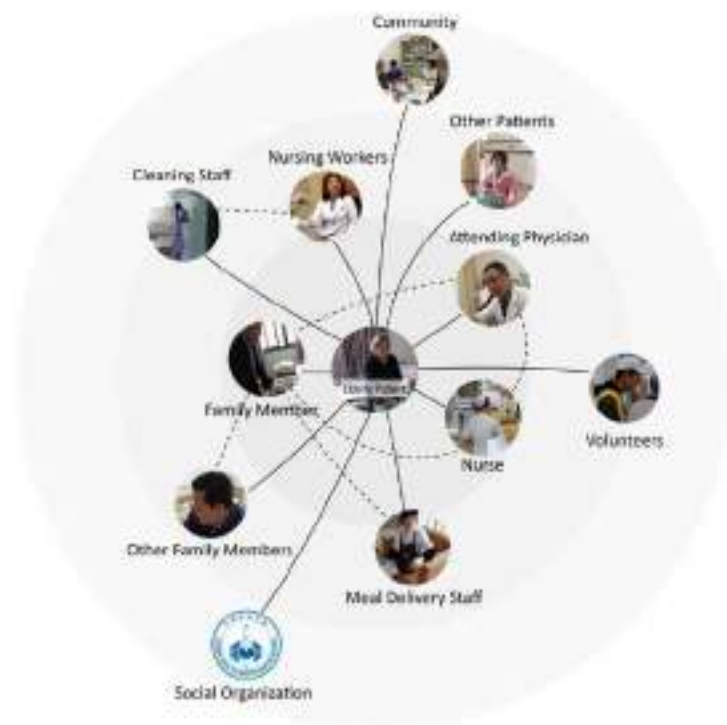 Community
Other Patients
Nursing Workers
Cleaning Staff
Attending Physician
Family Member
Volunteers
Nurse
Other Family Members
Meal Delivery Staff
Social Organization